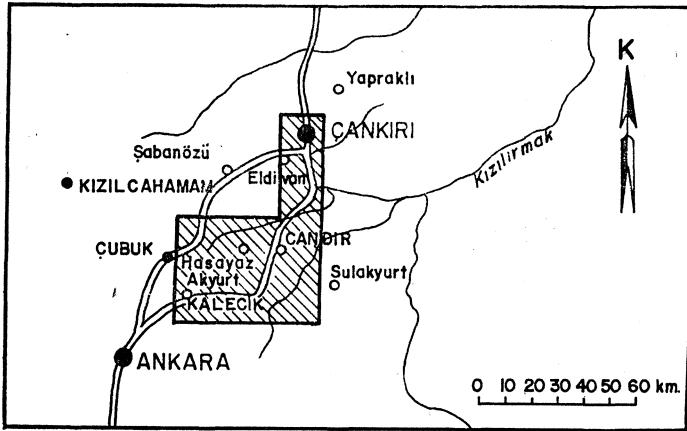 K
Yapraklı
ÇANKIRI
Şabanözü
Eldivan
KIZILCAHAMAM
Kızılırmak
ÇUBUK
ÇANDIR
Hasayaz
Sulakyurt
Akyurt
KALECİK
ANKARA
0 10 20 30 40 50 60 km.